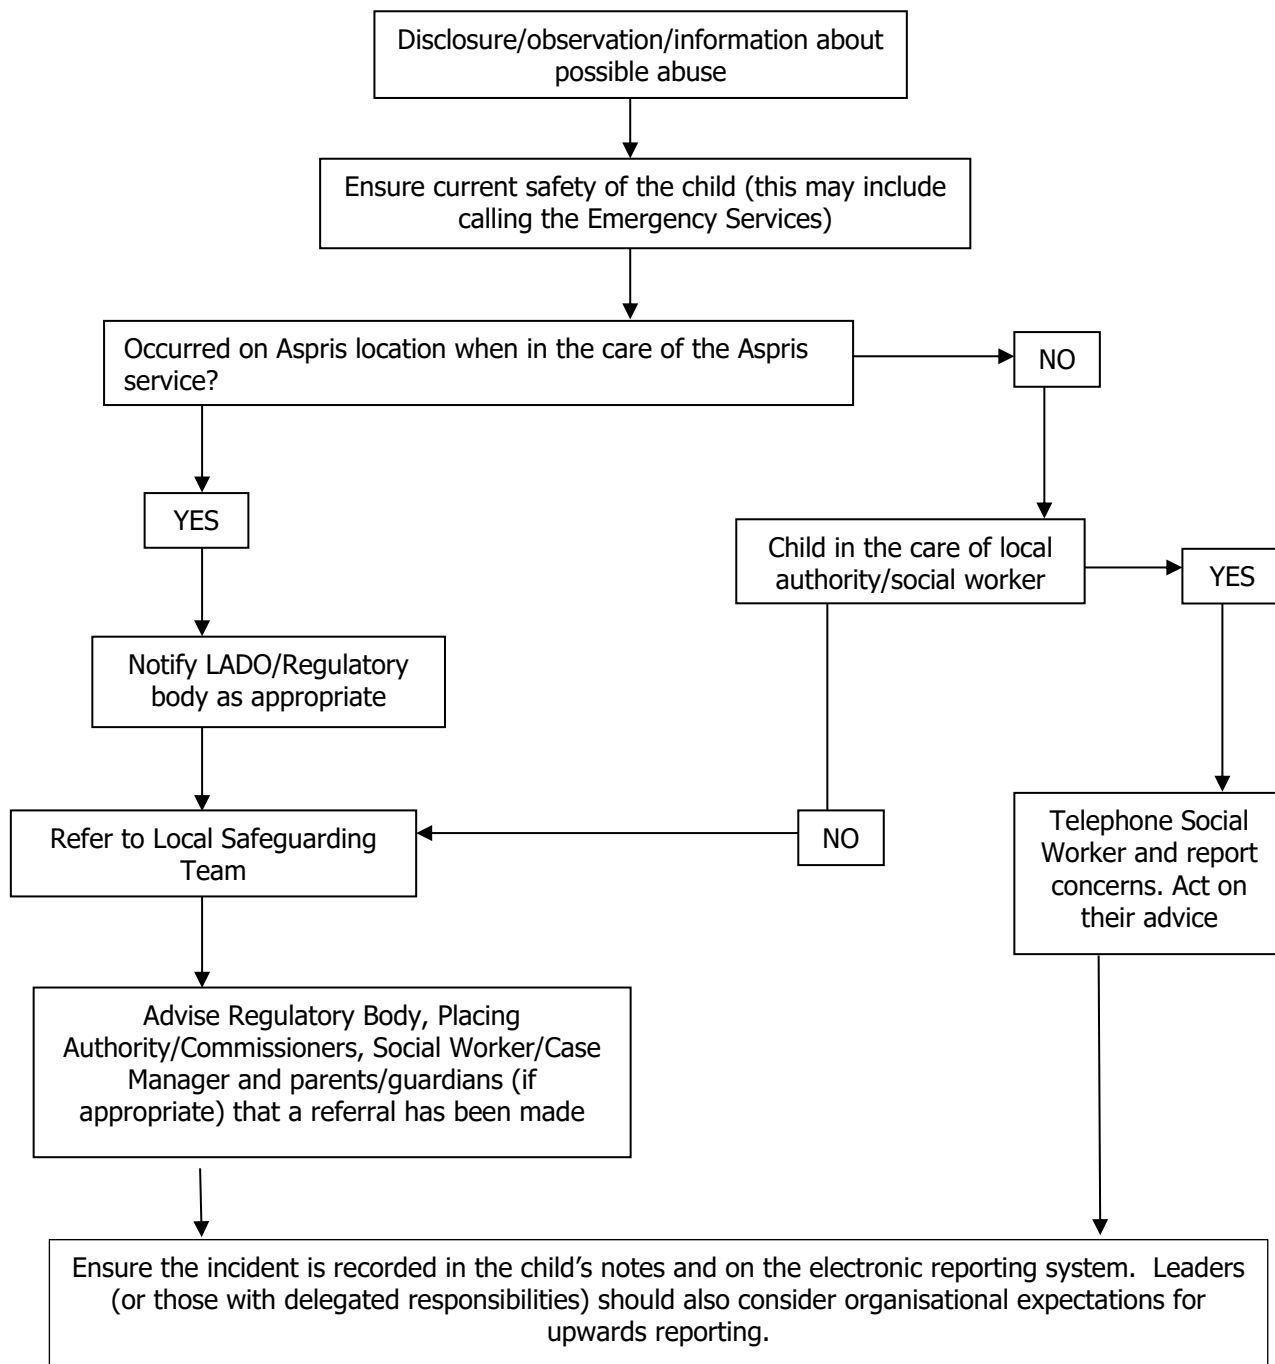 Disclosure/observation/information about
possible abuse
Ensure current safety of the child (this may include
calling the Emergency Services)
Occurred on Aspris location when in the care of the Aspris
service?
NO
YES
Child in the care of local
authority/social worker
YES
Notify LADO/Regulatory
body as appropriate
Refer to Local Safeguarding
Team
NO
Telephone Social
Worker and report
concerns. Act on
their advice
Advise Regulatory Body, Placing
Authority/Commissioners, Social Worker/Case
Manager and parents/guardians (if
appropriate) that a referral has been made
Ensure the incident is recorded in the child’s notes and on the electronic reporting system.  Leaders
(or those with delegated responsibilities) should also consider organisational expectations for
upwards reporting.